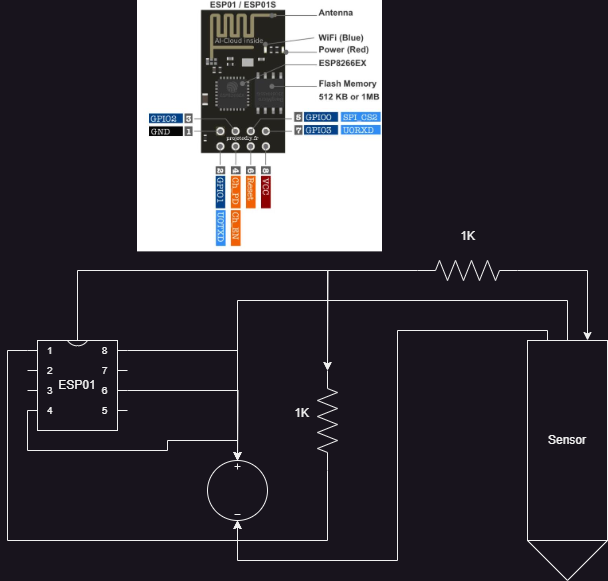 ESP01 / ESP01S
Antenna
AI-Cloud inside
WiFi (Blue)
Power (Red)
ESP8266EX
Flash Memory
512 KB or 1MB
GPIO2 3
5 GPIO0 SPI_CS2
GND 1
7 GPIO3 U0RXD
projetsdiy.fr
2 4 6 8
GPIO1
U0TXD
Ch_PD
Ch_EN
Reset
VCC
1K
1 8
2 7
ESP01
3 6
4 5
1K
Sensor
+
−